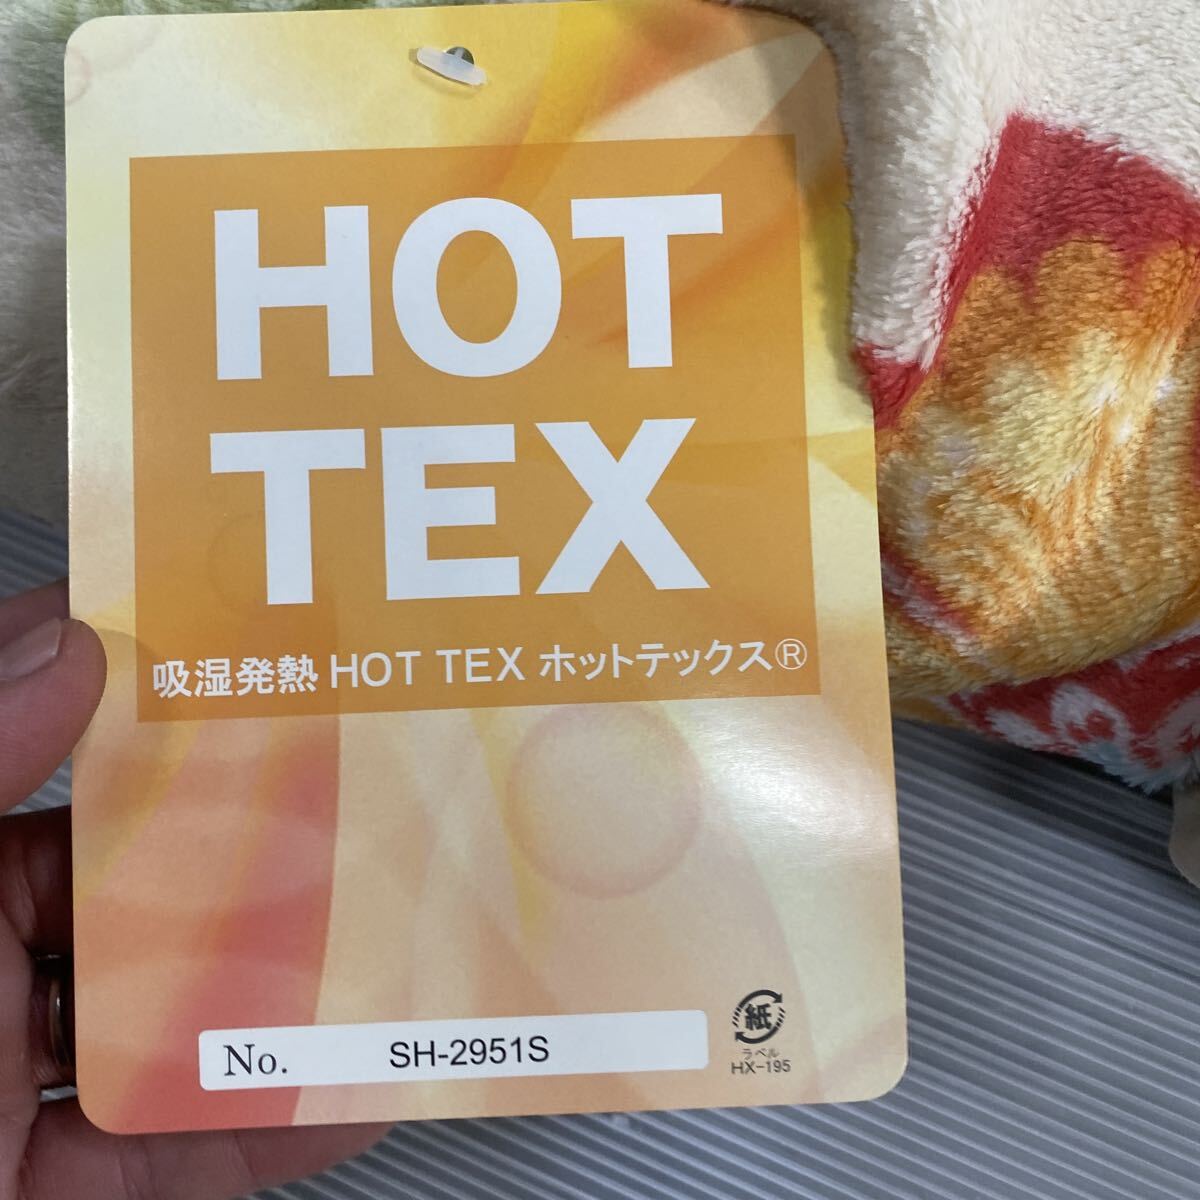 HOT
TEX
吸湿発熱 HOT TEX ホットテックス®
No. SH-2951S
紙
ラベル
HX-195